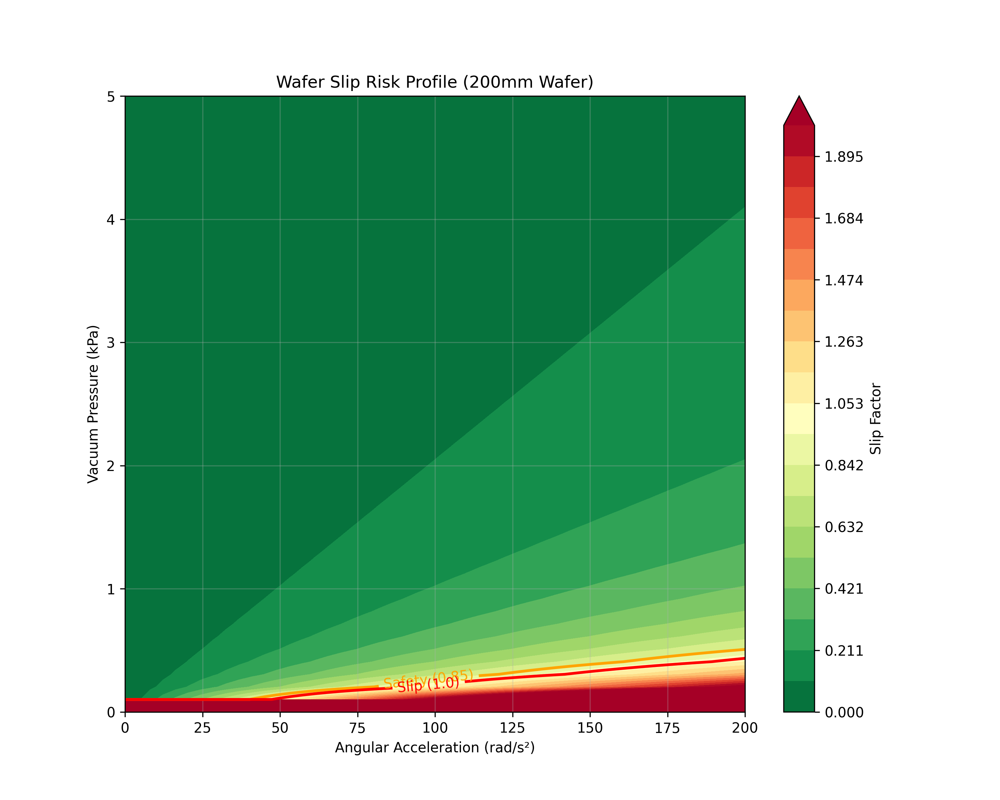 Wafer Slip Risk Profile (200mm Wafer)
5
4
3
2
1
0
Vacuum Pressure (kPa)
Safety (0.85)
Slip (1.0)
0 25 50 75 100 125 150 175 200
Angular Acceleration (rad/s²)
1.895
1.684
1.474
1.263
1.053
0.842
0.632
0.421
0.211
0.000
Slip Factor